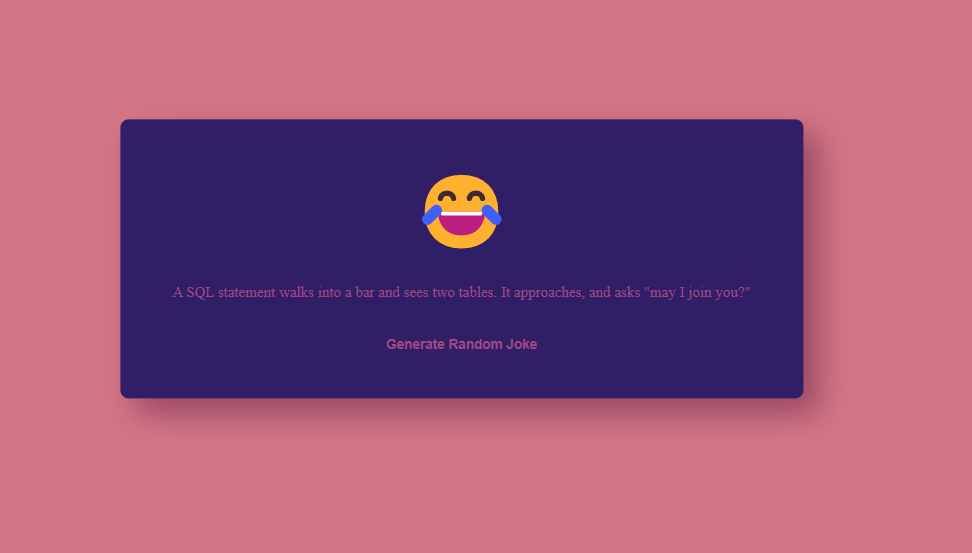 A SQL statement walks into a bar and sees two tables. It approaches, and asks "may I join you?"
Generate Random Joke